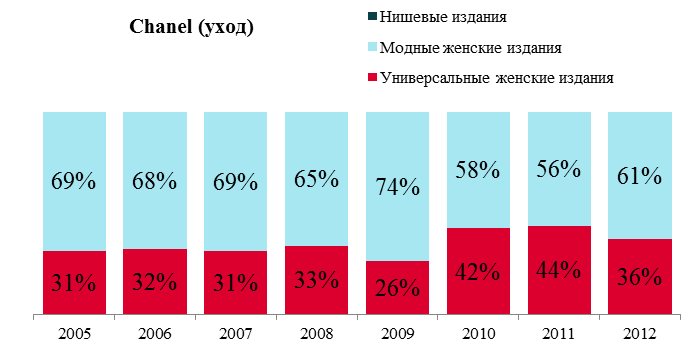 Chanel (уход)
Нишевые издания
Модные женские издания
Универсальные женские издания
69% 68% 69% 65% 74% 58% 56% 61%
31% 32% 31% 33% 26% 42% 44% 36%
2005 2006 2007 2008 2009 2010 2011 2012